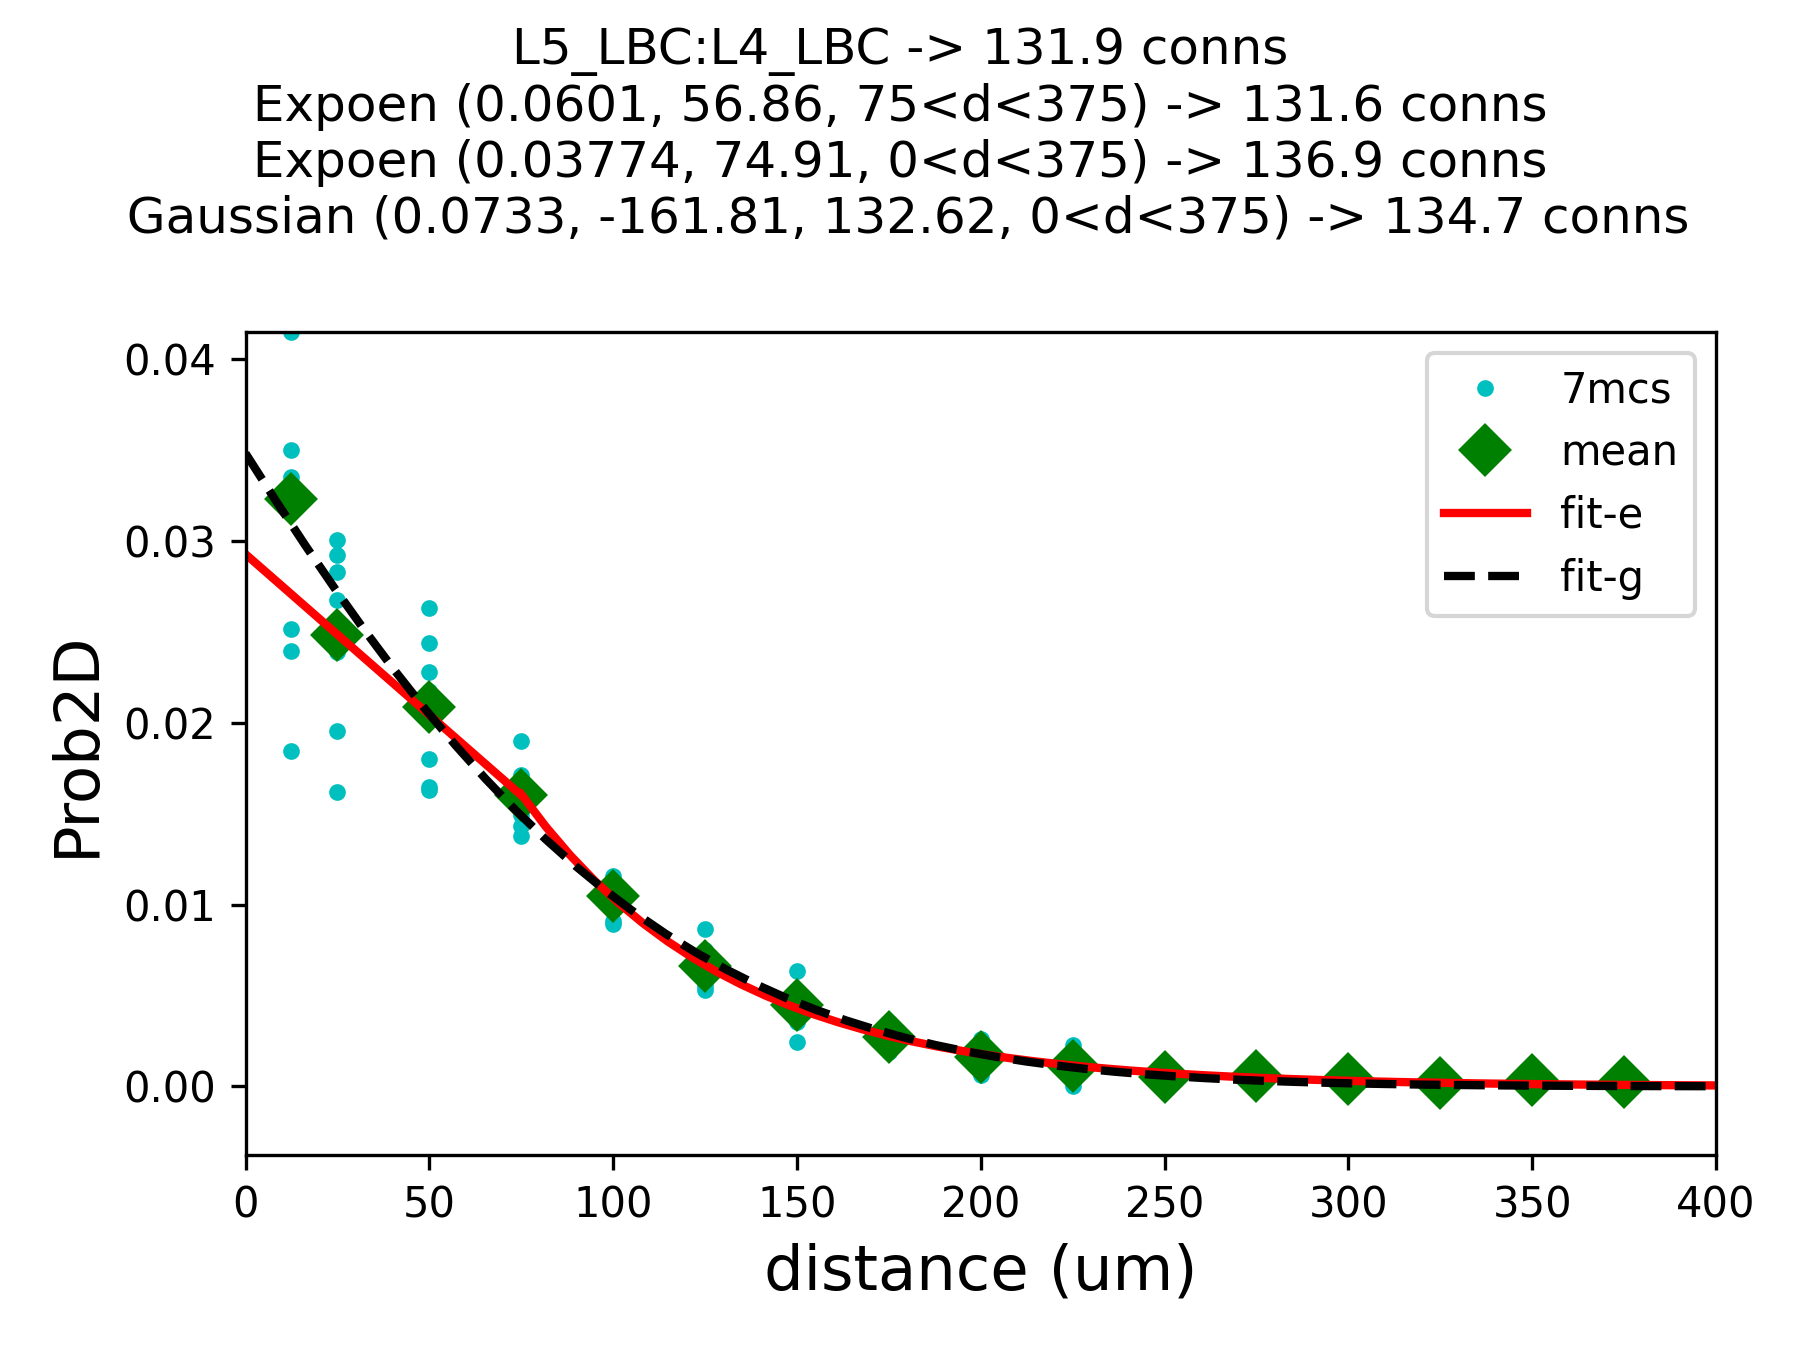 L5_LBC:L4_LBC -> 131.9 conns
Expoen (0.0601, 56.86, 75<d<375) -> 131.6 conns
Expoen (0.03774, 74.91, 0<d<375) -> 136.9 conns
Gaussian (0.0733, -161.81, 132.62, 0<d<375) -> 134.7 conns
7mcs
mean
fit-e
fit-g
0.04
0.03
0.02
0.01
0.00
Prob2D
0 50 100 150 200 250 300 350 400
distance (um)